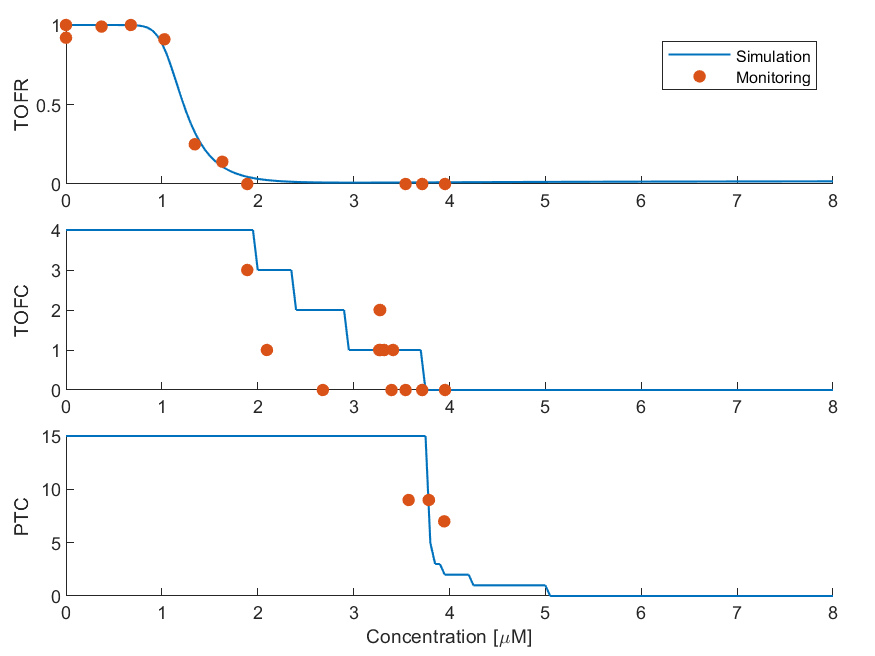 TOFR
1
0.5
0
0 1 2 3 4 5 6 7 8
Simulation
Monitoring
TOFC
4
3
2
1
0
0 1 2 3 4 5 6 7 8
PTC
15
10
5
0
0 1 2 3 4 5 6 7 8
Concentration [μM]